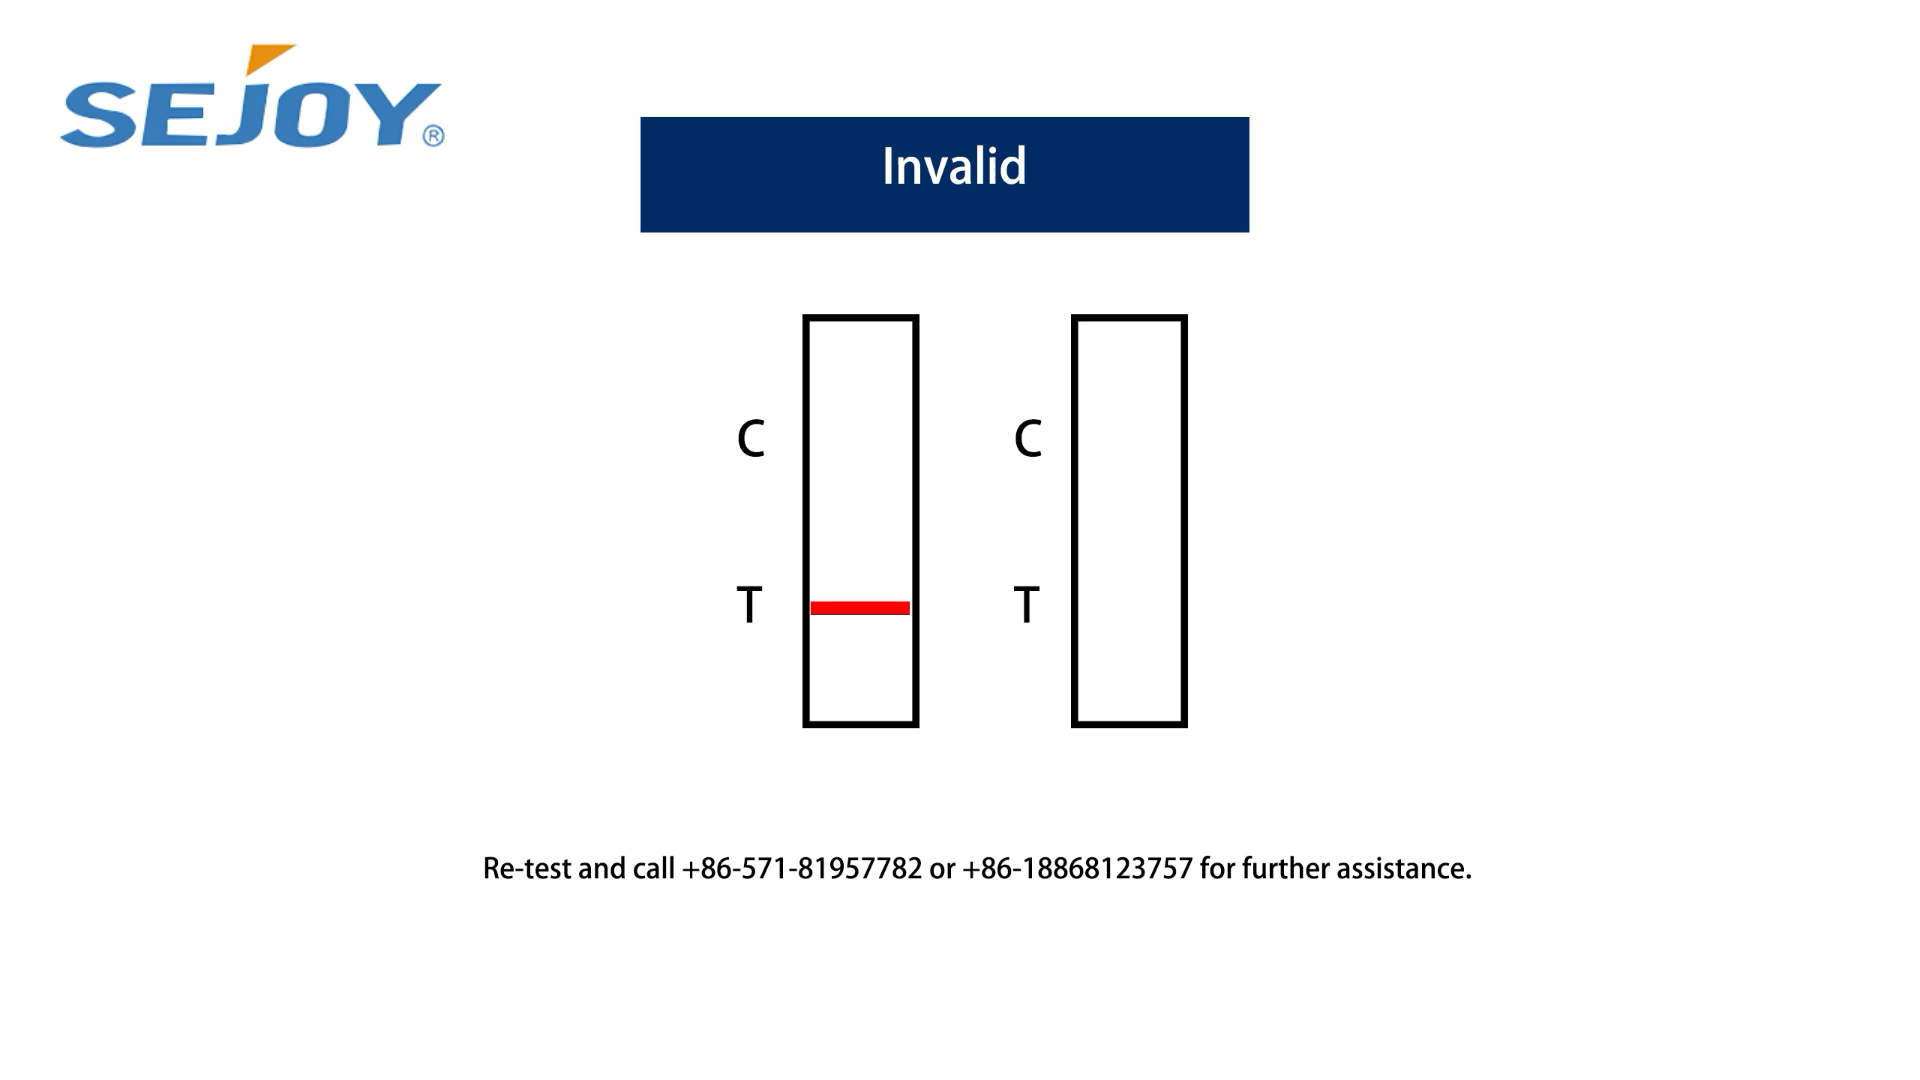 SEJOY®
Invalid
C
C
T
T
Re-test and call +86-571-81957782 or +86-18868123757 for further assistance.